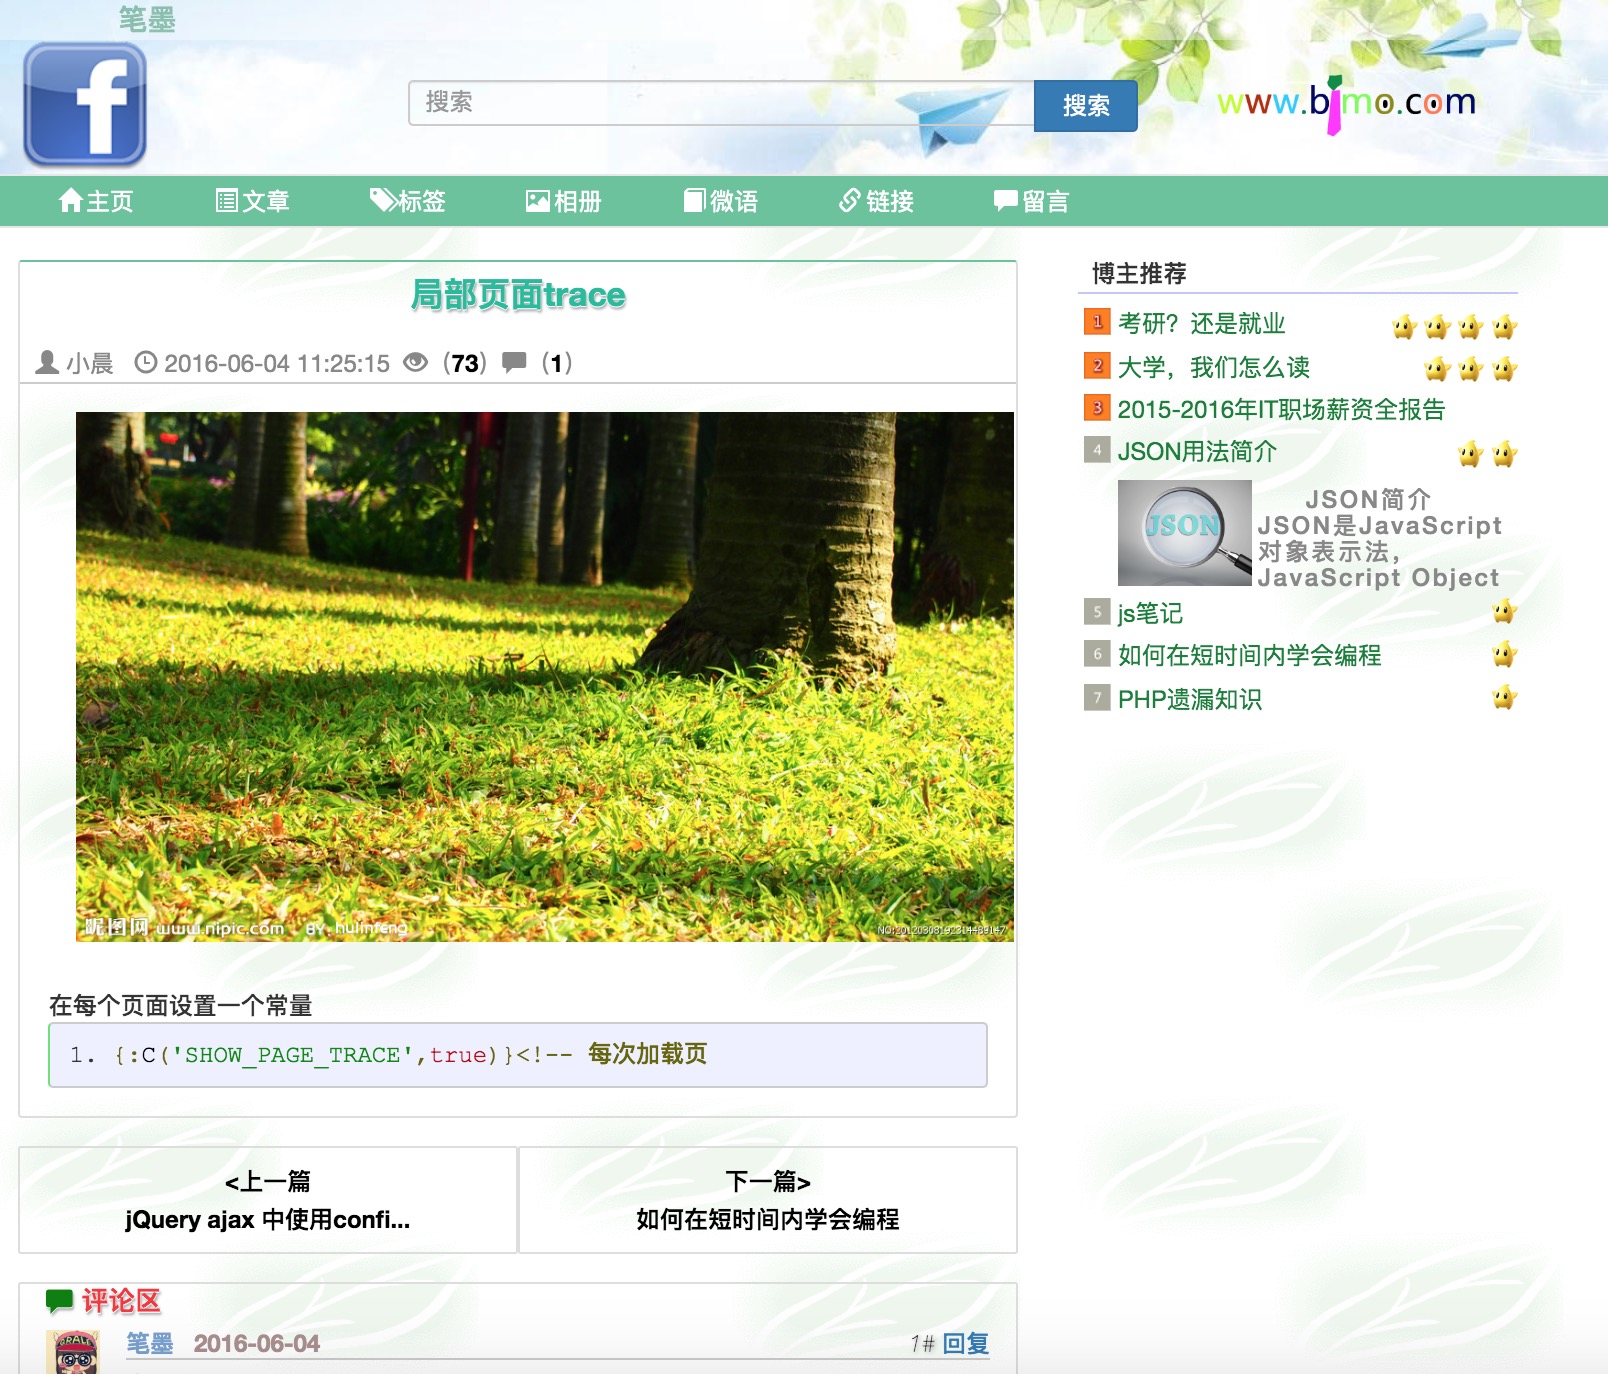 笔墨
搜索
搜索
www.bimo.com
主页 文章 标签 相册 微语 链接 留言
局部页面trace
小晨 2016-06-04 11:25:15 (73) (1)
昵图网 www.nipic.com BY: hulinfeng
NO:20120308192314489147
在每个页面设置一个常量
1. {:C('SHOW_PAGE_TRACE',true)}<!-- 每次加载页
<上一篇
jQuery ajax 中使用confi...
下一篇>
如何在短时间内学会编程
评论区
笔墨 2016-06-04 1# 回复
博主推荐
1 考研？还是就业
2 大学，我们怎么读
3 2015-2016年IT职场薪资全报告
4 JSON用法简介
JSON
JSON简介
JSON是JavaScript
对象表示法，
JavaScript Object
5 js笔记
6 如何在短时间内学会编程
7 PHP遗漏知识